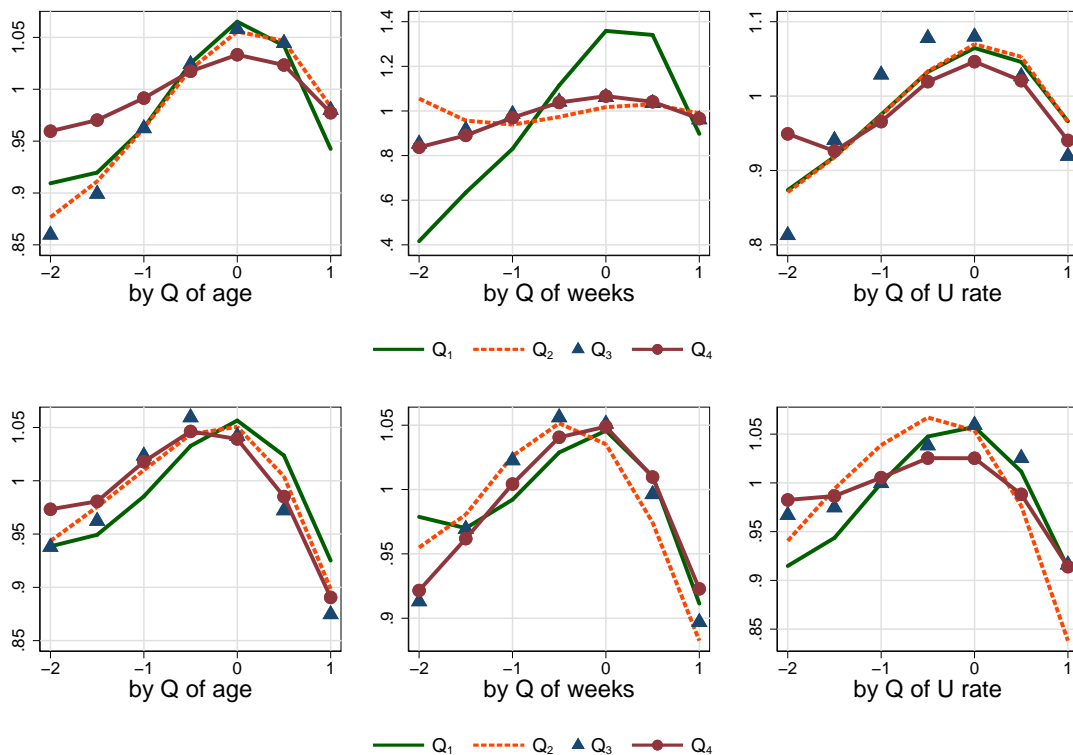 .85 .9 .95 1 1.05
−2 −1 0 1
by Q of age
.4 .6 .8 1.0 1.2 1.4
−2 −1 0 1
by Q of weeks
.8 .9 1.0 1.1
−2 −1 0 1
by Q of U rate
Q₁ Q₂ Q₃ Q₄
.85 .9 .95 1 1.05
−2 −1 0 1
by Q of age
.9 .95 1 1.05
−2 −1 0 1
by Q of weeks
.85 .9 .95 1 1.05
−2 −1 0 1
by Q of U rate
Q₁ Q₂ Q₃ Q₄